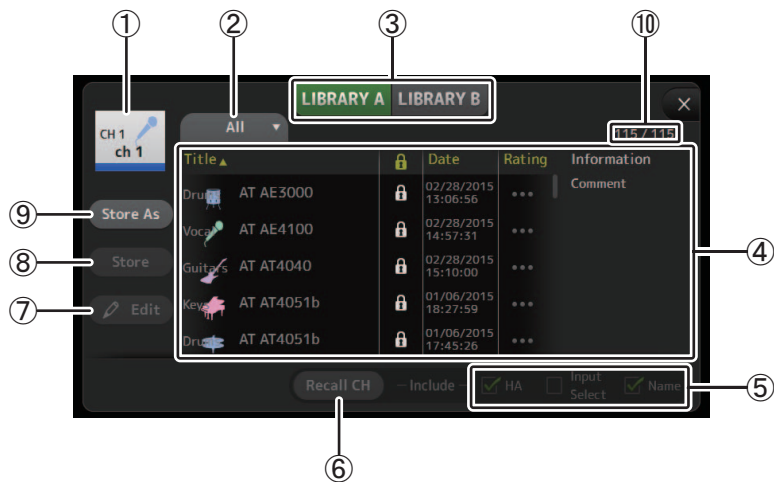 ① ② ③ ⑩
LIBRARY A LIBRARY B
CH 1
ch 1
All ▼
115 / 115
Title▲ Date Rating Information
Drum AT AE3000 02/28/2015 13:06:56 ••• Comment
Vocal AT AE4100 02/28/2015 14:57:31 •••
Guitars AT AT4040 02/28/2015 15:10:00 •••
Key AT AT4051b 01/06/2015 18:27:59 •••
Drum AT AT4051b 01/06/2015 17:45:26 •••
⑨ Store As
⑧ Store
⑦ Edit
④
Recall CH – Include – HA Input Select Name
⑤
⑥